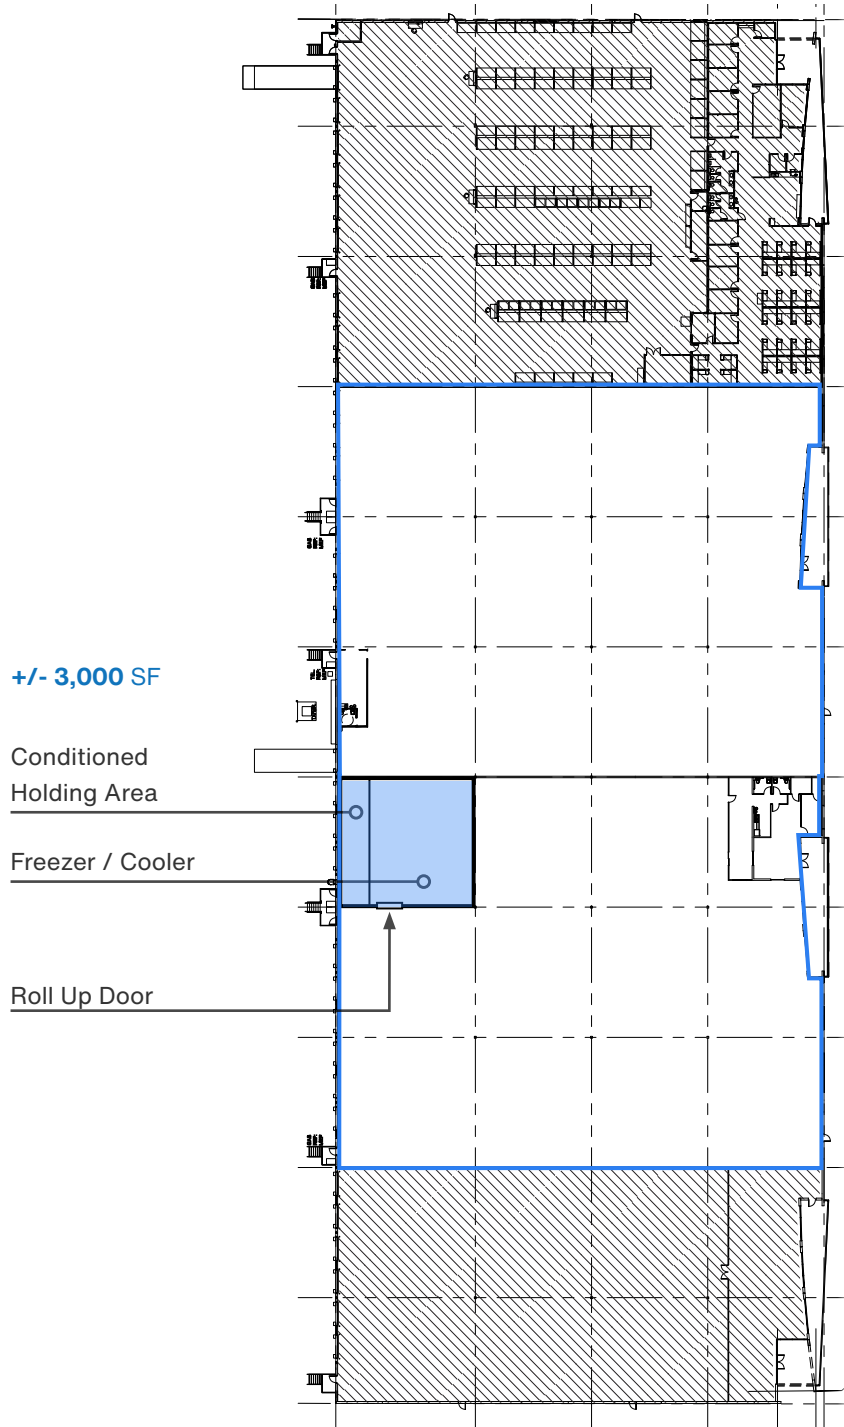 +/- 3,000 SF
Conditioned
Holding Area
Freezer / Cooler
Roll Up Door